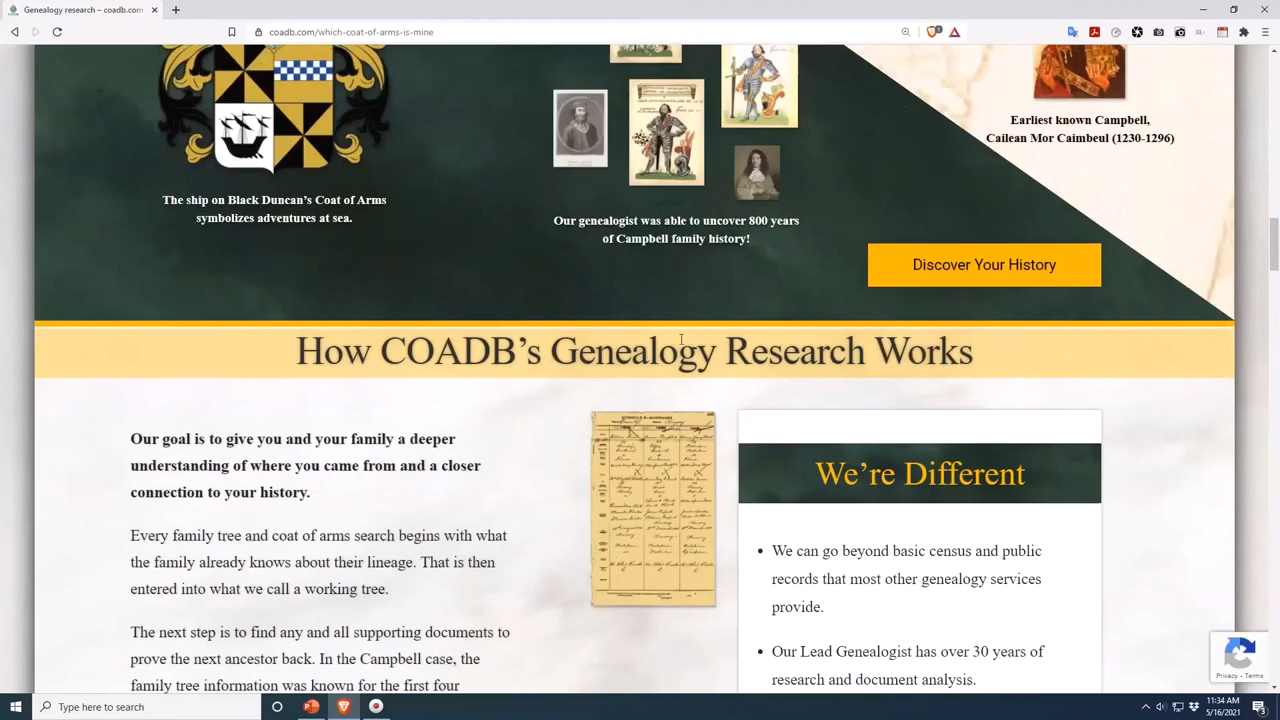 Genealogy research – coadb.com
coadb.com/which-coat-of-arms-is-mine
The ship on Black Duncan's Coat of Arms
symbolizes adventures at sea.
Our genealogist was able to uncover 800 years
of Campbell family history!
Earliest known Campbell,
Cailean Mor Caimbeul (1230-1296)
Discover Your History
How COADB's Genealogy Research Works
Our goal is to give you and your family a deeper
understanding of where you came from and a closer
connection to your history.
Every family tree and coat of arms search begins with what
the family already knows about their lineage. That is then
entered into what we call a working tree.
The next step is to find any and all supporting documents to
prove the next ancestor back. In the Campbell case, the
family tree information was known for the first four
We're Different
• We can go beyond basic census and public
records that most other genealogy services
provide.
• Our Lead Genealogist has over 30 years of
research and document analysis.
Privacy - Terms
Type here to search
11:34 AM
5/16/2021